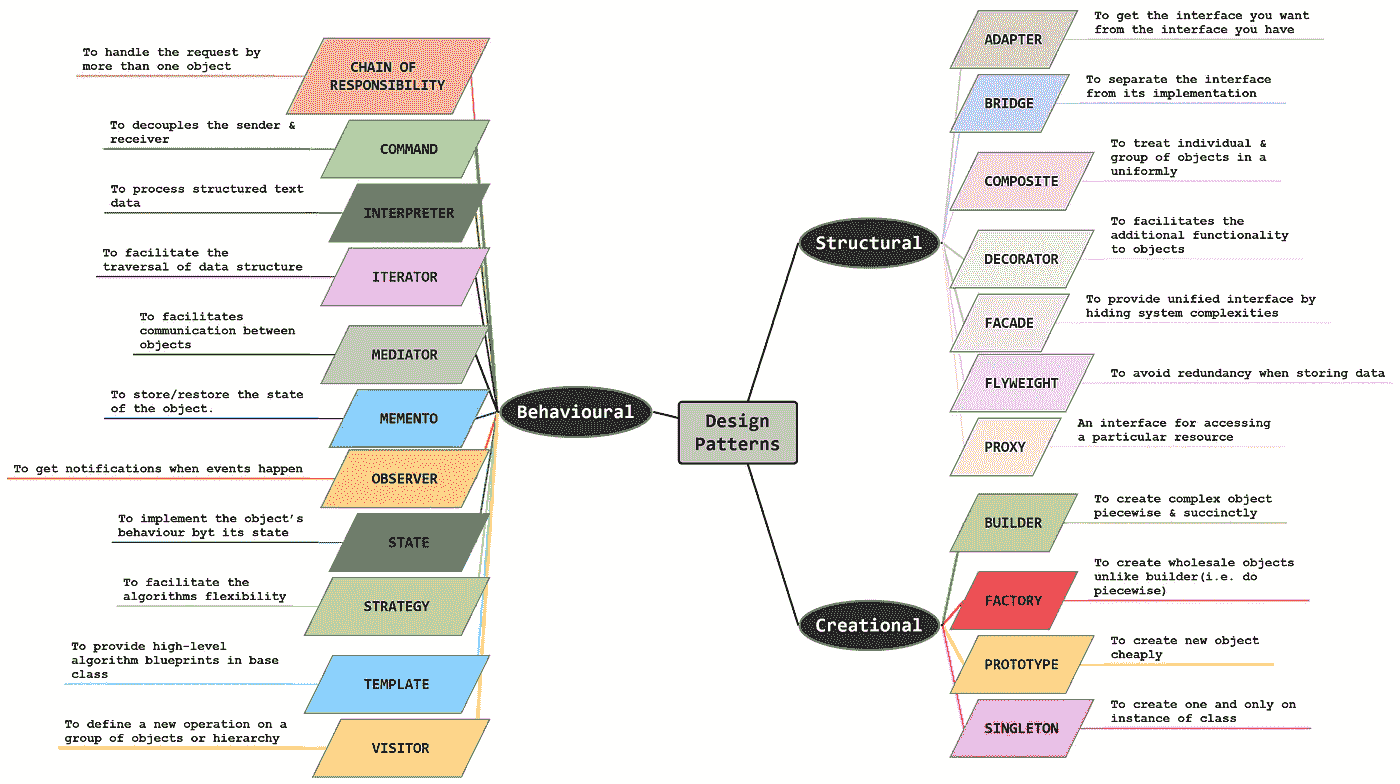 Design
Patterns
Behavioural
To handle the request by
more than one object
CHAIN OF
RESPONSIBILITY
To decouples the sender &
receiver
COMMAND
To process structured text
data
INTERPRETER
To facilitate the
traversal of data structure
ITERATOR
To facilitates
communication between
objects
MEDIATOR
To store/restore the state
of the object.
MEMENTO
To get notifications when events happen
OBSERVER
To implement the object's
behaviour byt its state
STATE
To facilitate the
algorithms flexibility
STRATEGY
To provide high-level
algorithm blueprints in base
class
TEMPLATE
To define a new operation on a
group of objects or hierarchy
VISITOR
Structural
ADAPTER
To get the interface you want
from the interface you have
BRIDGE
To separate the interface
from its implementation
COMPOSITE
To treat individual &
group of objects in a
uniformly
DECORATOR
To facilitates the
additional functionality
to objects
FACADE
To provide unified interface by
hiding system complexities
FLYWEIGHT
To avoid redundancy when storing data
PROXY
An interface for accessing
a particular resource
Creational
BUILDER
To create complex object
piecewise & succinctly
FACTORY
To create wholesale objects
unlike builder(i.e. do
piecewise)
PROTOTYPE
To create new object
cheaply
SINGLETON
To create one and only on
instance of class